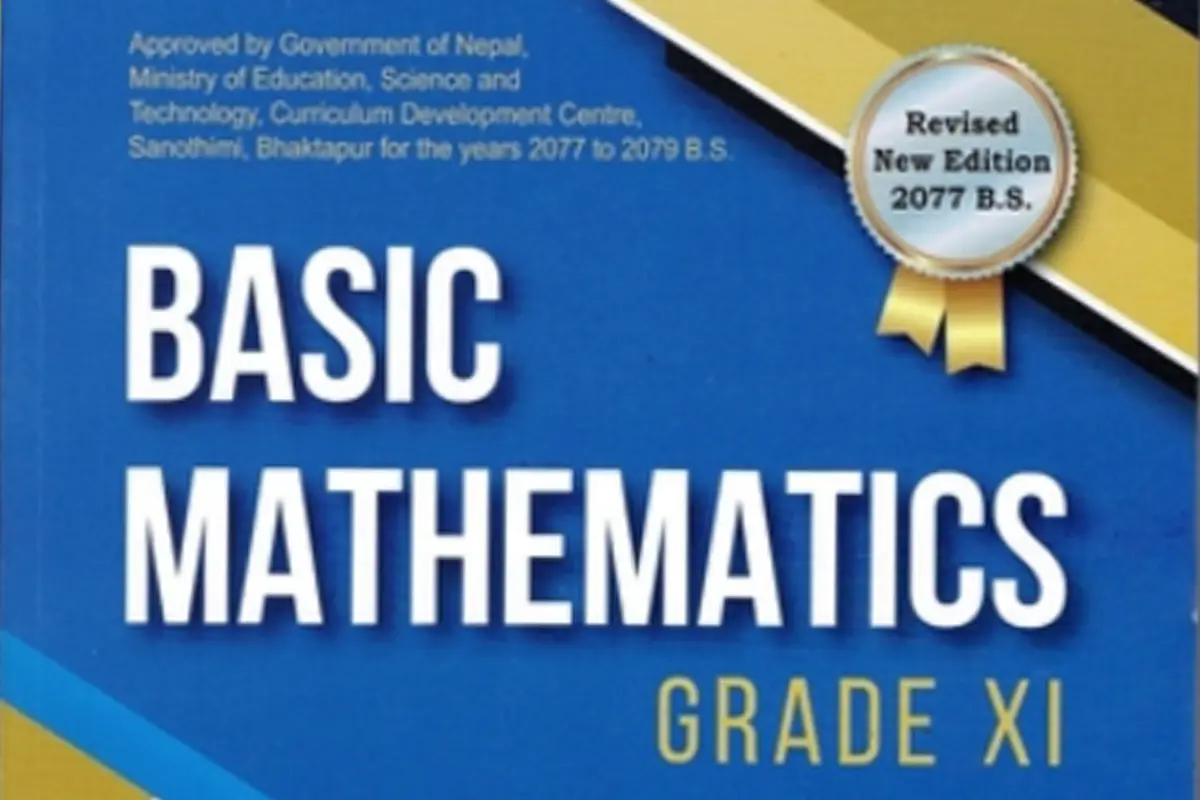 Approved by Government of Nepal,
Ministry of Education, Science and
Technology, Curriculum Development Centre,
Sanothimi, Bhaktapur for the years 2077 to 2079 B.S.
Revised
New Edition
2077 B.S.
BASIC
MATHEMATICS
GRADE XI